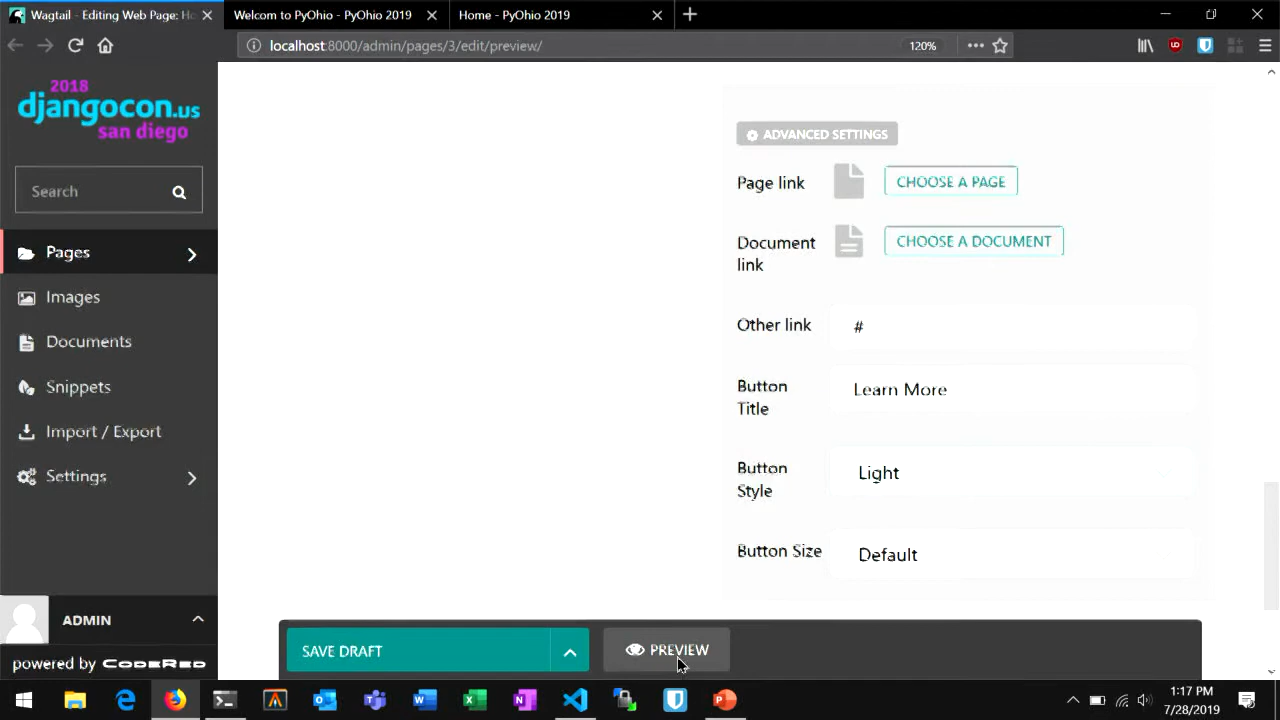 Wagtail - Editing Web Page: Ho
Welcom to PyOhio - PyOhio 2019
Home - PyOhio 2019
localhost:8000/admin/pages/3/edit/preview/
120%
2018
djangocon.us
san diego
Search
Pages
Images
Documents
Snippets
Import / Export
Settings
ADMIN
powered by CODERED
ADVANCED SETTINGS
Page link
CHOOSE A PAGE
Document link
CHOOSE A DOCUMENT
Other link
#
Button Title
Learn More
Button Style
Light
Button Size
Default
SAVE DRAFT
PREVIEW
1:17 PM
7/28/2019